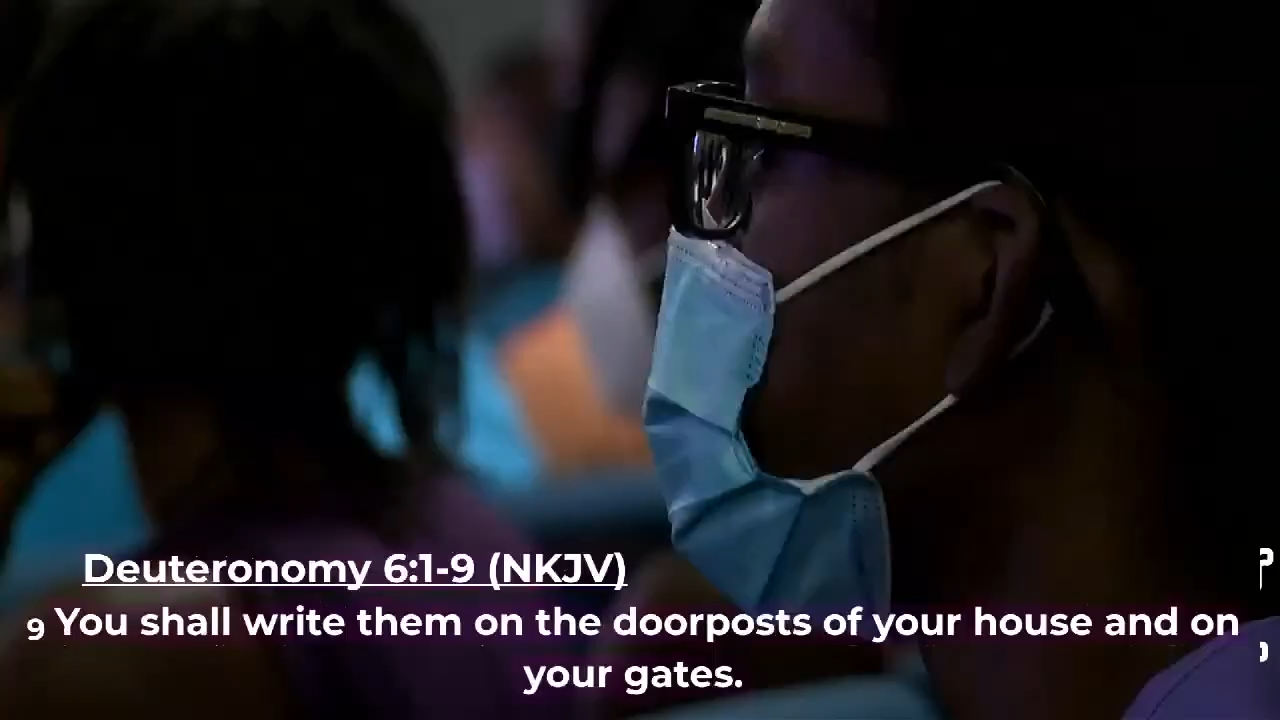 Deuteronomy 6:1-9 (NKJV)
9 You shall write them on the doorposts of your house and on
your gates.